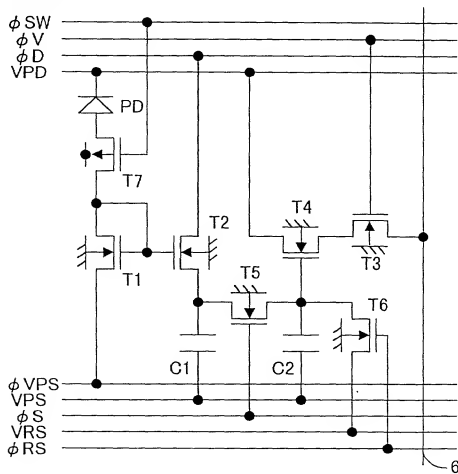 φSW
φV
φD
VPD
PD
T7
T2
T4
T1
T5
T3
T6
C1
C2
φVPS
VPS
φS
VRS
φRS
6